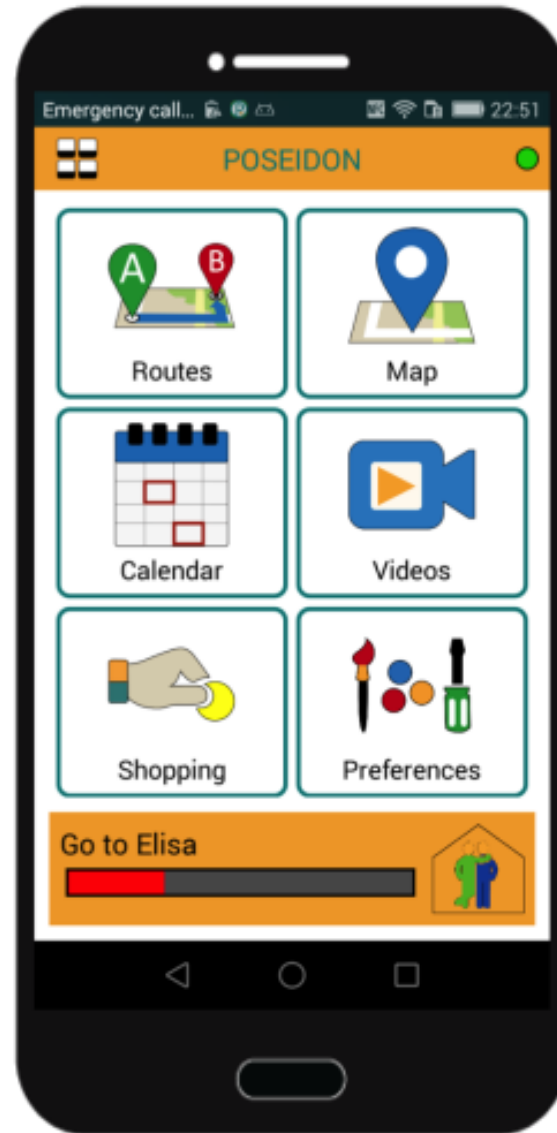 Emergency call... 22:51
POSEIDON
A B
Routes Map
Calendar Videos
Shopping Preferences
Go to Elisa